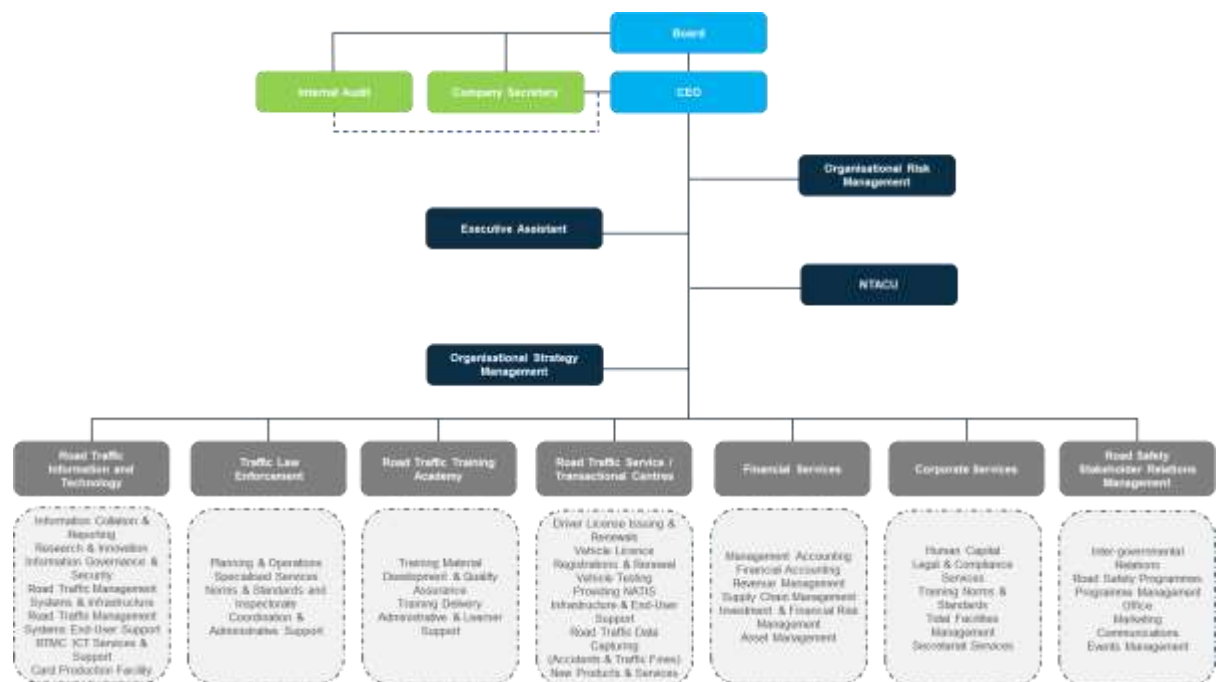 Board
Internal Audit
Company Secretary
CEO
Organisational Risk
Management
Executive Assistant
NTACU
Organisational Strategy
Management
Road Traffic
Information and
Technology
Traffic Law
Enforcement
Road Traffic Training
Academy
Road Traffic Service /
Transactional Centres
Financial Services
Corporate Services
Road Safety
Stakeholder Relations
Management
Information Collation &
Reporting
Research & Innovation
Information Governance &
Security
Road Traffic Management
Systems & Infrastructure
Road Traffic Management
Systems End-User Support
RTMC ICT Services &
Support
Card Production Facility
Planning & Operations
Specialised Services
Norms & Standards and
Inspectorate
Coordination &
Administrative Support
Training Material
Development & Quality
Assurance
Training Delivery
Administrative & Learner
Support
Driver License Issuing &
Renewals
Vehicle Licence
Registrations & Renewal
Vehicle Testing
Providing NATIS
Infrastructure & End-User
Support
Road Traffic Data
Capturing
(Accidents & Traffic Fines)
New Products & Services
Management Accounting
Financial Accounting
Revenue Management
Supply Chain Management
Investment & Financial Risk
Management
Asset Management
Human Capital
Legal & Compliance
Services
Training Norms &
Standards
Total Facilities
Management
Secretariat Services
Inter-governmental
Relations
Road Safety Programmes
Programme Management
Office
Marketing
Communications
Events Management